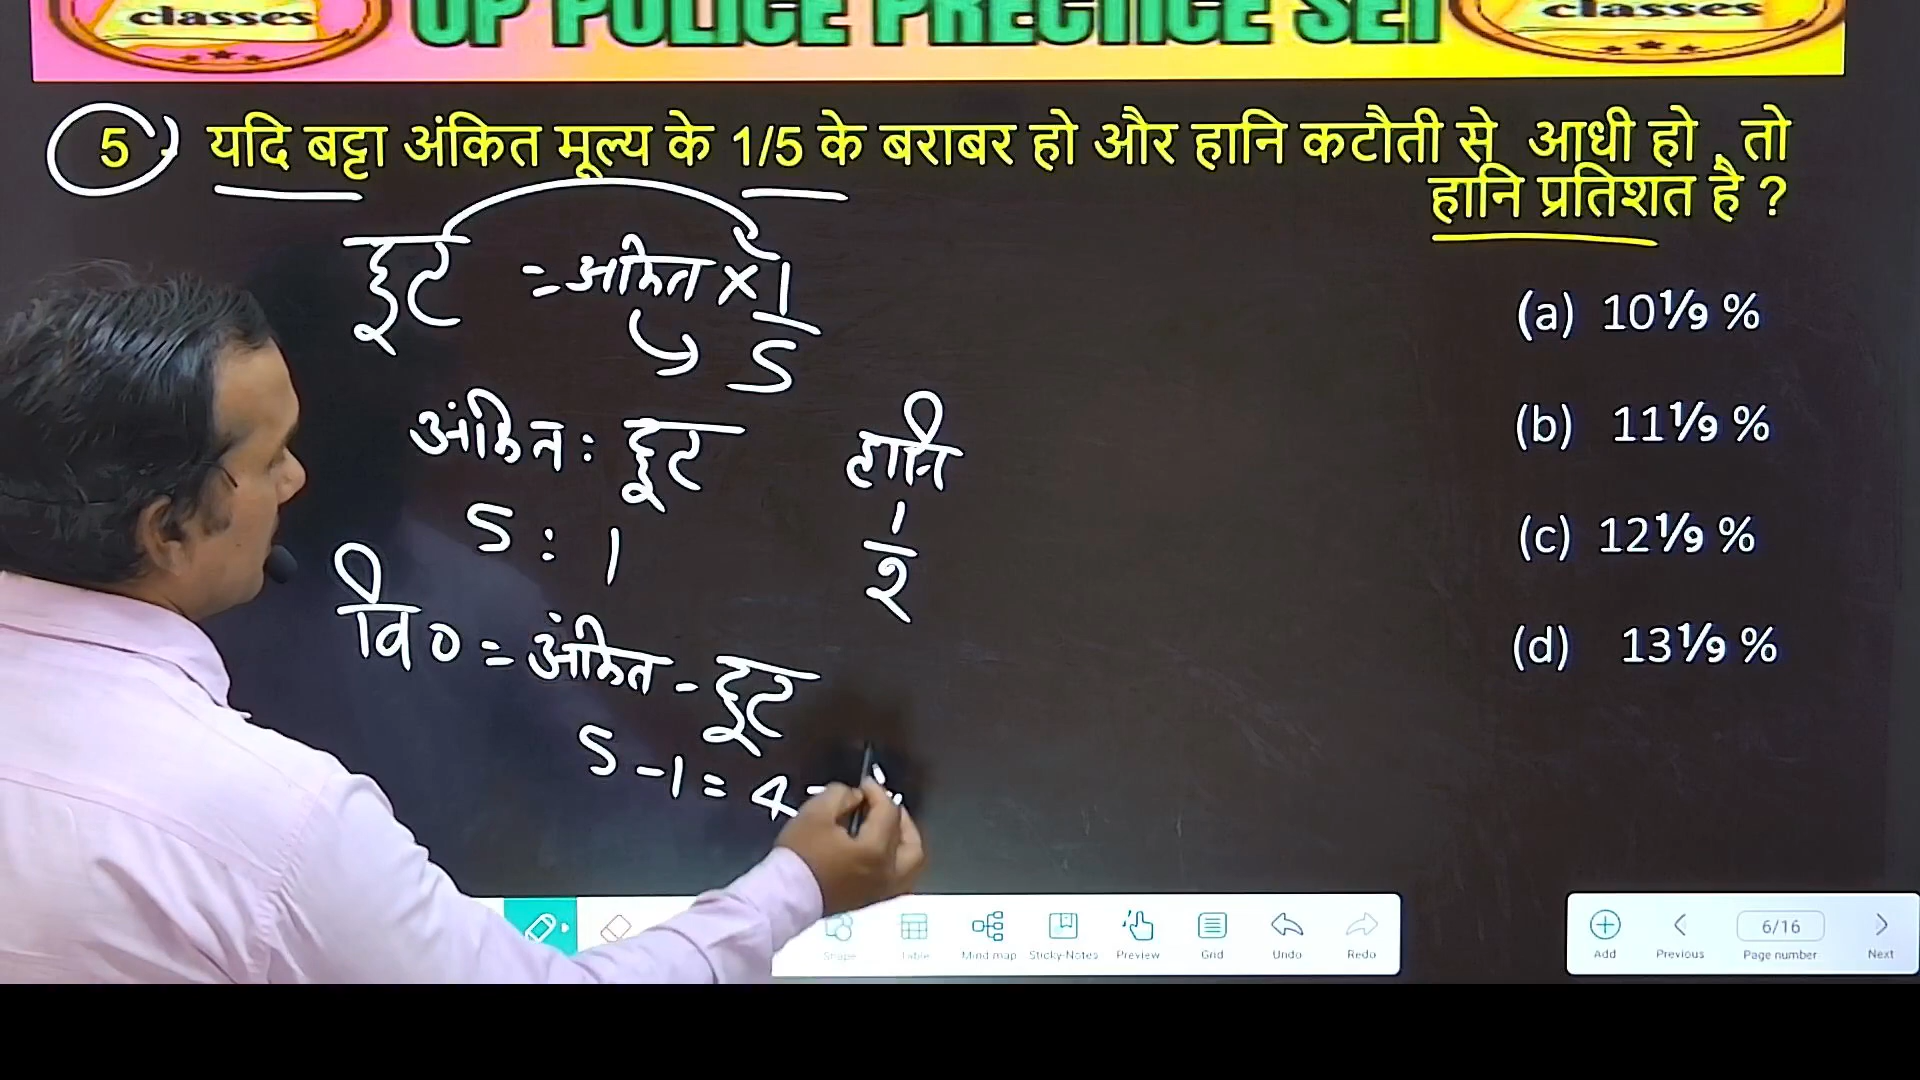 classes UP POLICE PRECTICE SET classes
5 यदि बट्टा अंकित मूल्य के 1/5 के बराबर हो और हानि कटौती से आधी हो , तो
हानि प्रतिशत है ?
छूट = अंकित × 1/5
(a) 10 1/9 %
अंकित : छूट हानि
(b) 11 1/9 %
5 : 1 1/2
(c) 12 1/9 %
वि० = अंकित - छूट
(d) 13 1/9 %
5 - 1 = 4
Shape Table Mind map Sticky-Notes Preview Grid Undo Redo
6/16
Add Previous Page number Next